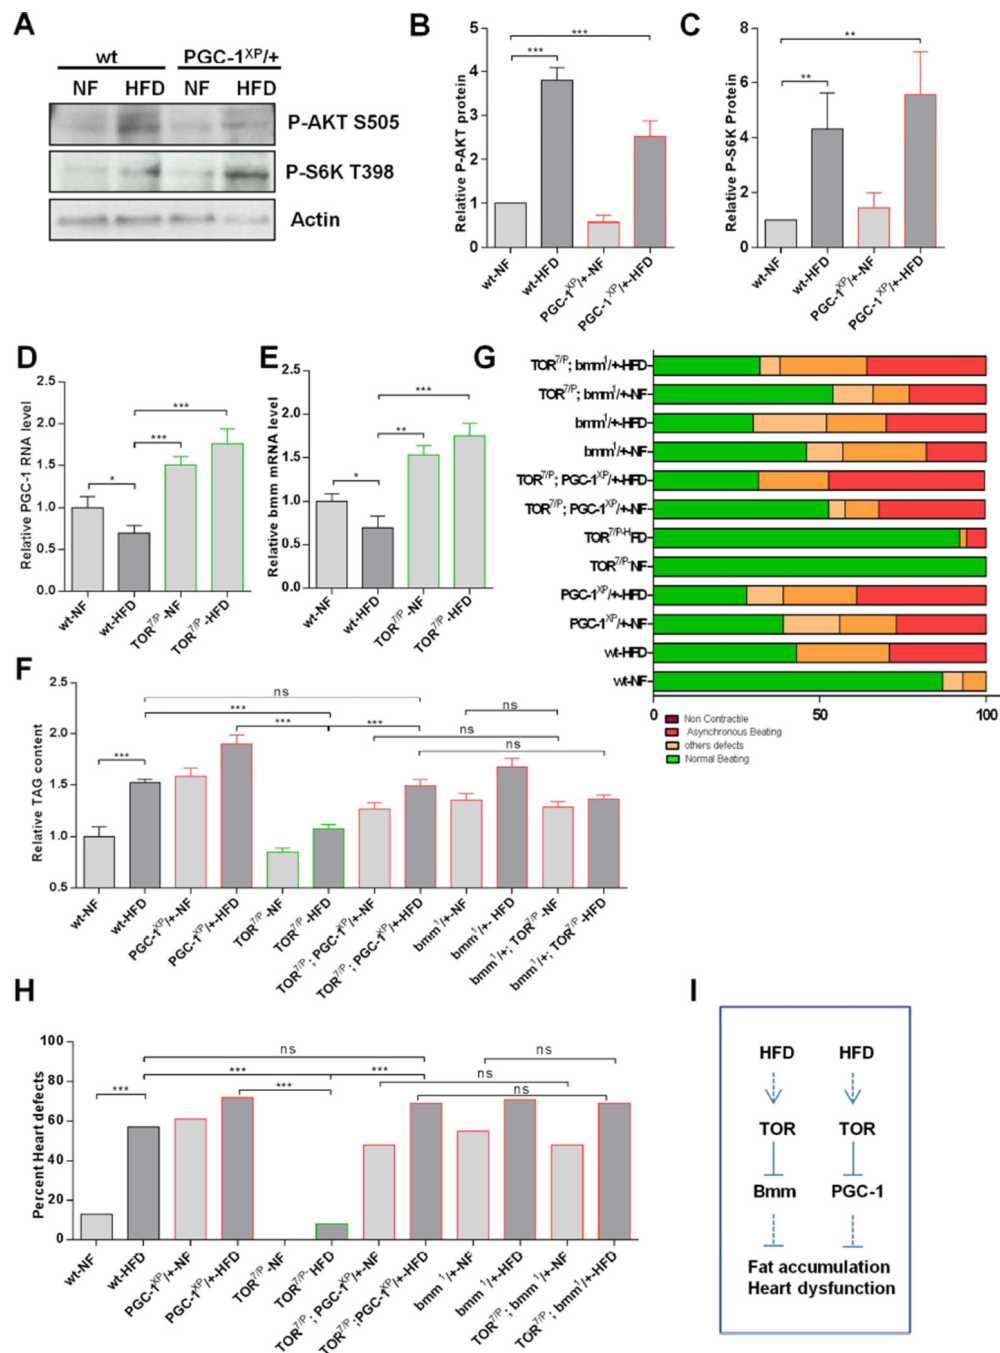 A
wt PGC-1XP/+
NF HFD NF HFD
P-AKT S505
P-S6K T398
Actin
B
Relative P-AKT protein
5
4
3
2
1
0
***
***
wt-NF
wt-HFD
PGC-1XP/+-NF
PGC-1XP/+-HFD
C
Relative P-S6K Protein
8
6
4
2
0
**
**
wt-NF
wt-HFD
PGC-1XP/+-NF
PGC-1XP/+-HFD
D
Relative PGC-1 RNA level
2.5
2.0
1.5
1.0
0.5
0.0
***
***
*
wt-NF
wt-HFD
TOR7/P -NF
TOR7/P -HFD
E
Relative bmm mRNA level
2.5
2.0
1.5
1.0
0.5
0.0
***
**
*
wt-NF
wt-HFD
TOR7/P -NF
TOR7/P -HFD
G
TOR7/P; bmm1/+-HFD
TOR7/P; bmm1/+-NF
bmm1/+-HFD
bmm1/+-NF
TOR7/P; PGC-1XP/+-HFD
TOR7/P; PGC-1XP/+-NF
TOR7/P-HFD
TOR7/P-NF
PGC-1XP/+-HFD
PGC-1XP/+-NF
wt-HFD
wt-NF
0 50 100
Non Contractile
Asynchronous Beating
others defects
Normal Beating
F
Relative TAG content
2.5
2.0
1.5
1.0
0.5
ns
***
*** ***
ns
ns
***
wt-NF
wt-HFD
PGC-1XP/+-NF
PGC-1XP/+-HFD
TOR7/P -NF
TOR7/P -HFD
TOR7/P; PGC-1XP/+-NF
TOR7/P; PGC-1XP/+-HFD
bmm1/+-NF
bmm1/+- HFD
bmm1/+; TOR7/P-NF
bmm1/+; TOR7/P-HFD
H
Percent Heart defects
100
80
60
40
20
0
ns
ns
*** ***
ns
*** ***
ns
wt-NF
wt-HFD
PGC-1XP/+-NF
PGC-1XP/+-HFD
TOR7/P -NF
TOR7/P- HFD
TOR7/P; PGC-1XP/+-NF
TOR7/P;PGC-1XP/+-HFD
bmm1/+-NF
bmm1/+-HFD
TOR7/P; bmm1/+-NF
TOR7/P; bmm1/+-HFD
I
HFD HFD
TOR TOR
Bmm PGC-1
Fat accumulation
Heart dysfunction